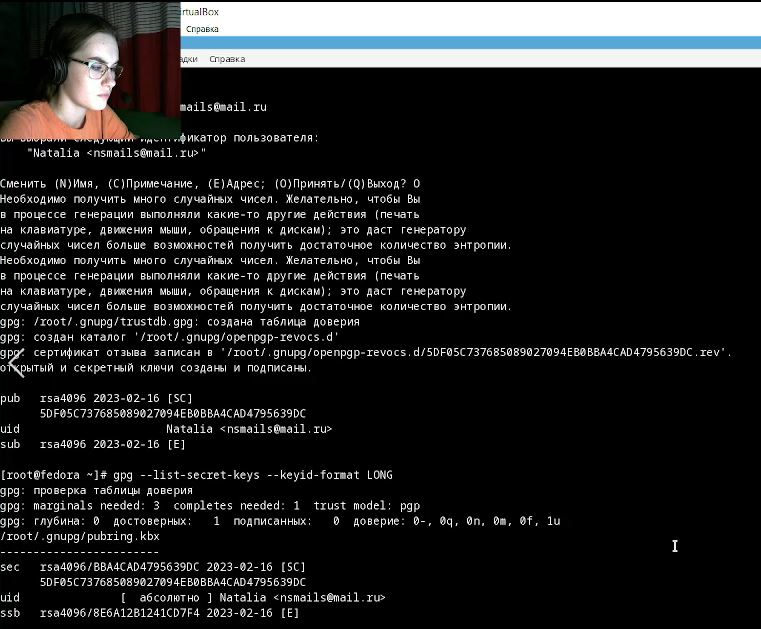 rtualBox
Справка
адки Справка
mails@mail.ru
Вы выбрали следующий идентификатор пользователя:
"Natalia <nsmails@mail.ru>"
Сменить (N)Имя, (C)Примечание, (E)Адрес; (O)Принять/(Q)Выход? O
Необходимо получить много случайных чисел. Желательно, чтобы Вы
в процессе генерации выполняли какие-то другие действия (печать
на клавиатуре, движения мыши, обращения к дискам); это даст генератору
случайных чисел больше возможностей получить достаточное количество энтропии.
Необходимо получить много случайных чисел. Желательно, чтобы Вы
в процессе генерации выполняли какие-то другие действия (печать
на клавиатуре, движения мыши, обращения к дискам); это даст генератору
случайных чисел больше возможностей получить достаточное количество энтропии.
gpg: /root/.gnupg/trustdb.gpg: создана таблица доверия
gpg: создан каталог '/root/.gnupg/openpgp-revocs.d'
gpg: сертификат отзыва записан в '/root/.gnupg/openpgp-revocs.d/5DF05C737685089027094EB0BBA4CAD4795639DC.rev'.
открытый и секретный ключи созданы и подписаны.
pub rsa4096 2023-02-16 [SC]
5DF05C737685089027094EB0BBA4CAD4795639DC
uid Natalia <nsmails@mail.ru>
sub rsa4096 2023-02-16 [E]
[root@fedora ~]# gpg --list-secret-keys --keyid-format LONG
gpg: проверка таблицы доверия
gpg: marginals needed: 3 completes needed: 1 trust model: pgp
gpg: глубина: 0 достоверных: 1 подписанных: 0 доверие: 0-, 0q, 0n, 0m, 0f, 1u
/root/.gnupg/pubring.kbx
------------------------
sec rsa4096/BBA4CAD4795639DC 2023-02-16 [SC]
5DF05C737685089027094EB0BBA4CAD4795639DC
uid [ абсолютно ] Natalia <nsmails@mail.ru>
ssb rsa4096/8E6A12B1241CD7F4 2023-02-16 [E]